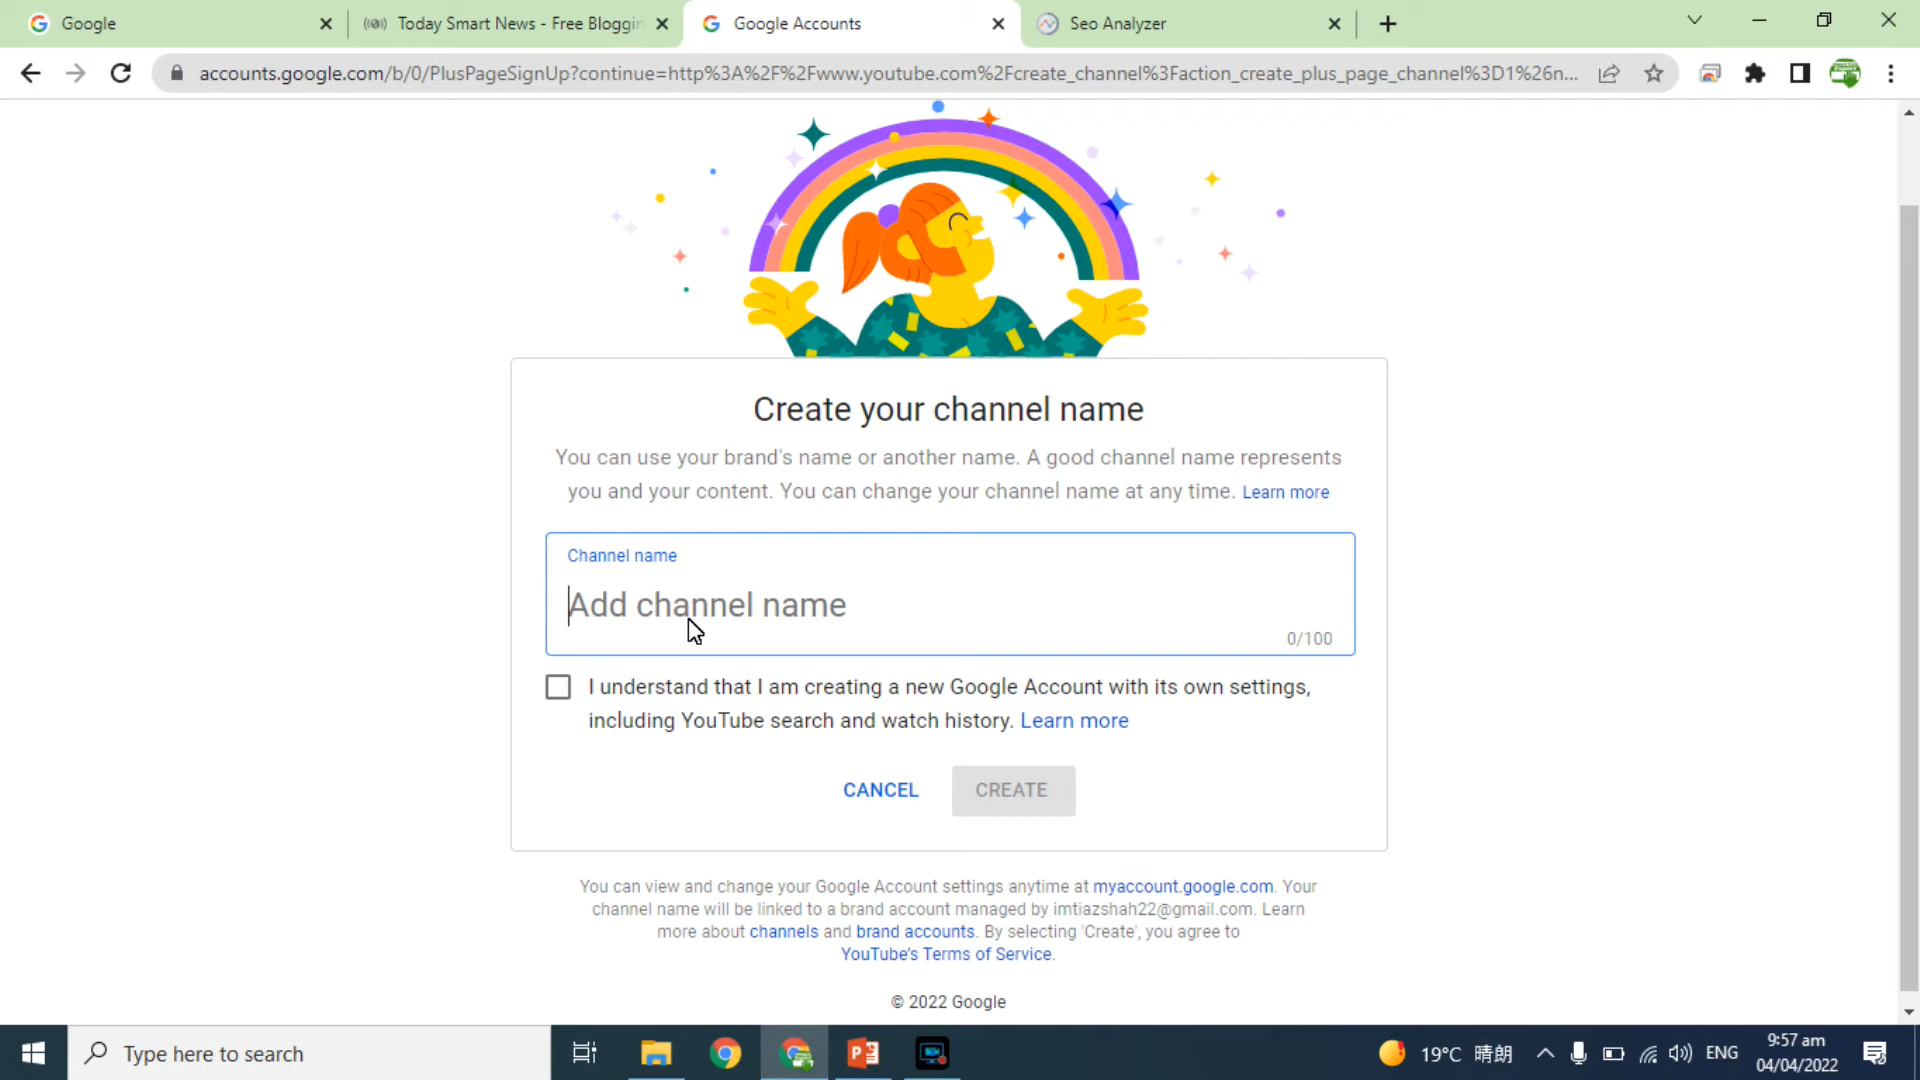 Google
Today Smart News - Free Bloggin
Google Accounts
Seo Analyzer
accounts.google.com/b/0/PlusPageSignUp?continue=http%3A%2F%2Fwww.youtube.com%2Fcreate_channel%3Faction_create_plus_page_channel%3D1%26n...
Create your channel name
You can use your brand's name or another name. A good channel name represents
you and your content. You can change your channel name at any time. Learn more
Channel name
Add channel name
0/100
I understand that I am creating a new Google Account with its own settings,
including YouTube search and watch history. Learn more
CANCEL
CREATE
You can view and change your Google Account settings anytime at myaccount.google.com. Your
channel name will be linked to a brand account managed by imtiazshah22@gmail.com. Learn
more about channels and brand accounts. By selecting 'Create', you agree to
YouTube's Terms of Service.
© 2022 Google
Type here to search
19°C 晴朗
ENG
9:57 am
04/04/2022